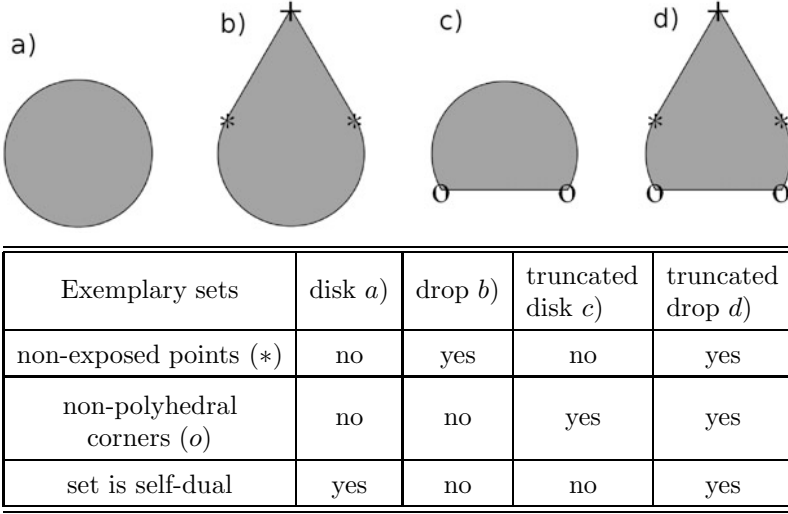 a) b) c) d)
+ +
* * * *
o o o o
Exemplary sets disk a) drop b) truncated disk c) truncated drop d)
non-exposed points (∗) no yes no yes
non-polyhedral corners (o) no no yes yes
set is self-dual yes no no yes